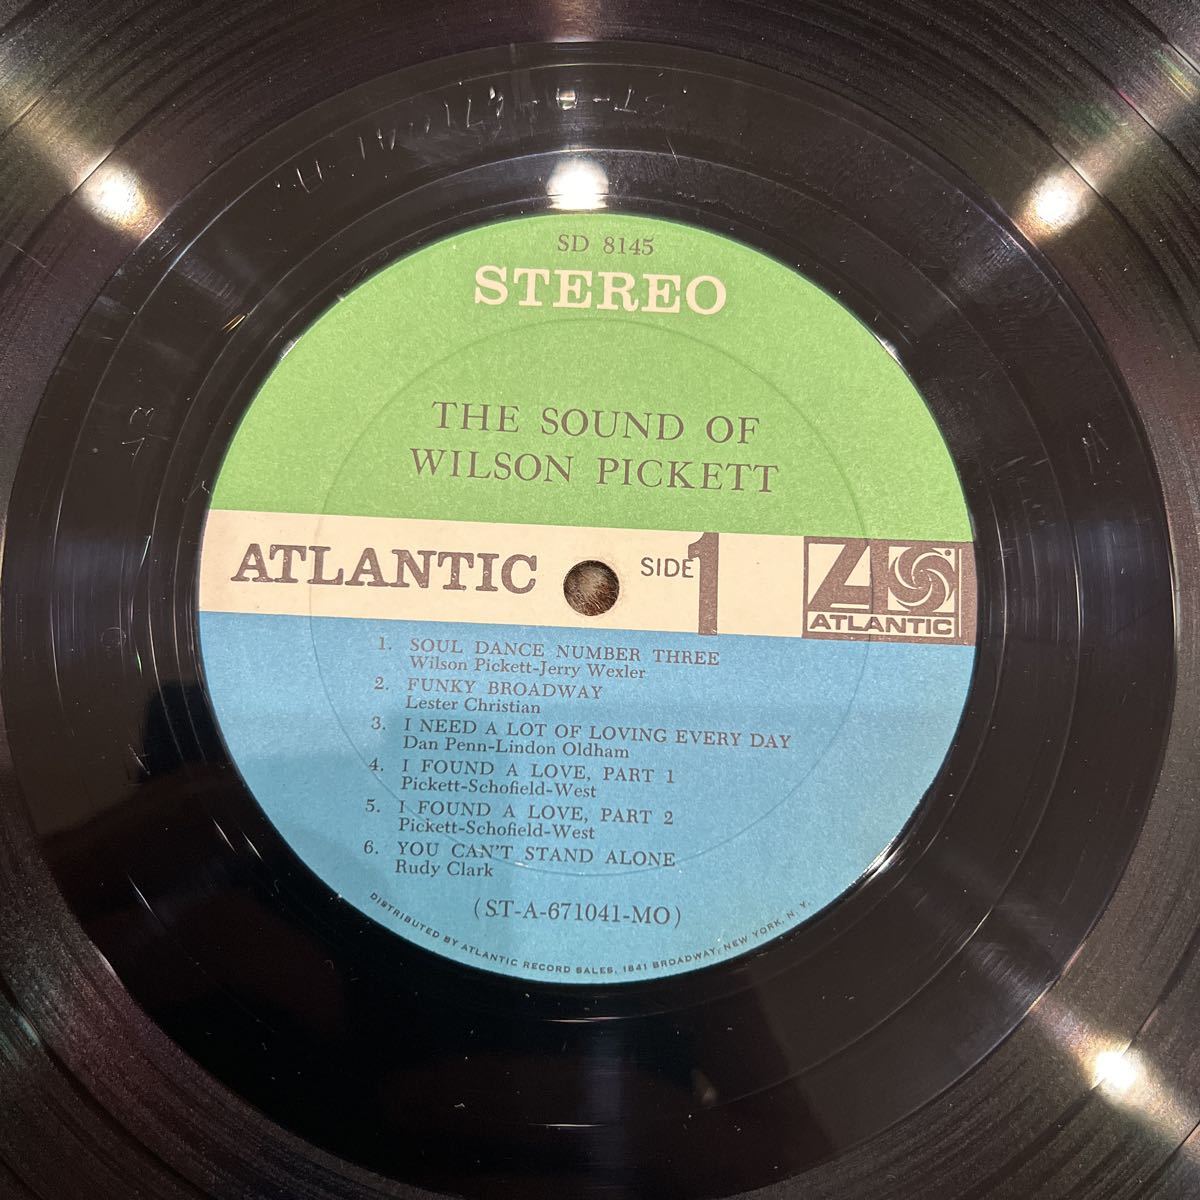 SD 8145
STEREO
THE SOUND OF
WILSON PICKETT
ATLANTIC
SIDE 1
ATLANTIC
1. SOUL DANCE NUMBER THREE
Wilson Pickett-Jerry Wexler
2. FUNKY BROADWAY
Lester Christian
3. I NEED A LOT OF LOVING EVERY DAY
Dan Penn-Lindon Oldham
4. I FOUND A LOVE, PART 1
Pickett-Schofield-West
5. I FOUND A LOVE, PART 2
Pickett-Schofield-West
6. YOU CAN'T STAND ALONE
Rudy Clark
(ST-A-671041-MO)
DISTRIBUTED BY ATLANTIC RECORD SALES, 1841 BROADWAY, NEW YORK, N. Y.